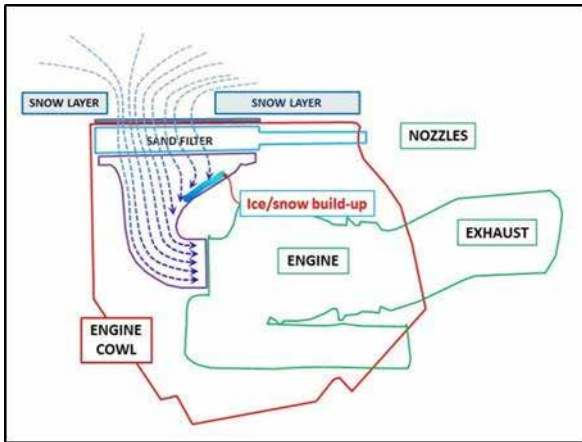 SNOW LAYER
SNOW LAYER
NOZZLES
SAND FILTER
Ice/snow build-up
EXHAUST
ENGINE
ENGINE
COWL